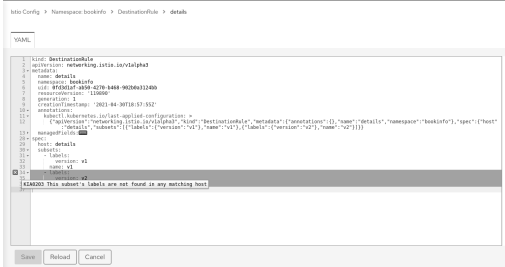 Istio Config > Namespace: bookinfo > DestinationRule > details
YAML
1 kind: DestinationRule
2 apiVersion: networking.istio.io/v1alpha3
3 metadata:
4 name: details
5 namespace: bookinfo
6 uid: 0fd3d1af-ab50-4270-b468-902b0a3124bb
7 resourceVersion: '119890'
8 generation: 1
9 creationTimestamp: '2021-04-30T18:57:55Z'
10 annotations:
11 kubectl.kubernetes.io/last-applied-configuration: >
12 {"apiVersion":"networking.istio.io/v1alpha3","kind":"DestinationRule","metadata":{"annotations":{},"name":"details","namespace":"bookinfo"},"spec":{"host"
:"details","subsets":[{"labels":{"version":"v1"},"name":"v1"},{"labels":{"version":"v2"},"name":"v2"}]}}
13 managedFields:
28 spec:
29 host: details
30 subsets:
31 - labels:
32 version: v1
33 name: v1
34 - labels:
35 version: v2
KIA0203 This subset's labels are not found in any matching host
Save Reload Cancel